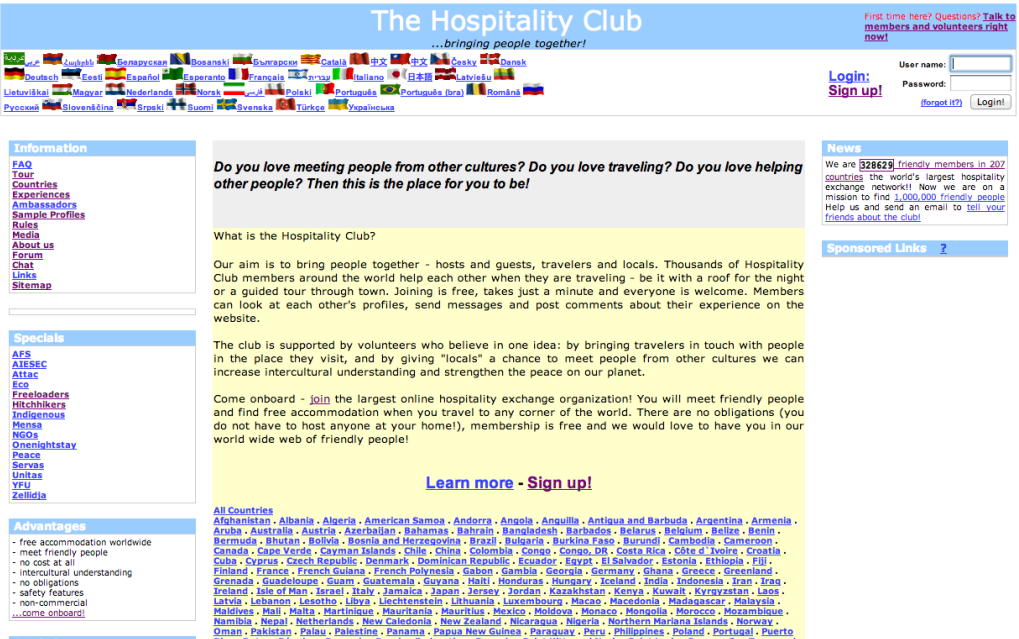 The Hospitality Club
...bringing people together!
First time here? Questions? Talk to
members and volunteers right
now!
عربية عربي Հայերեն Беларуская Bosanski Български Català 中文 中文 Česky Dansk
Deutsch Eesti Español Esperanto Français עברית Italiano 日本語 Latviešu
Lietuviškai Magyar Nederlands Norsk فارسی Polski Português Português (bra) Română
Русский Slovenščina Srpski Suomi Svenska Türkçe Українська
Login:
Sign up!
User name:
Password:
(forgot it?) Login!
Information
FAQ
Tour
Countries
Experiences
Ambassadors
Sample Profiles
Rules
Media
About us
Forum
Chat
Links
Sitemap
Specials
AFS
AIESEC
Attac
Eco
Freeloaders
Hitchhikers
Indigenous
Mensa
NGOs
Onenightstay
Peace
Servas
Unitas
YFU
Zellidja
Advantages
- free accommodation worldwide
- meet friendly people
- no cost at all
- intercultural understanding
- no obligations
- safety features
- non-commercial
...come onboard!
Do you love meeting people from other cultures? Do you love traveling? Do you love helping
other people? Then this is the place for you to be!
What is the Hospitality Club?
Our aim is to bring people together - hosts and guests, travelers and locals. Thousands of Hospitality
Club members around the world help each other when they are traveling - be it with a roof for the night
or a guided tour through town. Joining is free, takes just a minute and everyone is welcome. Members
can look at each other's profiles, send messages and post comments about their experience on the
website.
The club is supported by volunteers who believe in one idea: by bringing travelers in touch with people
in the place they visit, and by giving "locals" a chance to meet people from other cultures we can
increase intercultural understanding and strengthen the peace on our planet.
Come onboard - join the largest online hospitality exchange organization! You will meet friendly people
and find free accommodation when you travel to any corner of the world. There are no obligations (you
do not have to host anyone at your home!), membership is free and we would love to have you in our
world wide web of friendly people!
Learn more - Sign up!
All Countries
Afghanistan . Albania . Algeria . American Samoa . Andorra . Angola . Anguilla . Antigua and Barbuda . Argentina . Armenia .
Aruba . Australia . Austria . Azerbaijan . Bahamas . Bahrain . Bangladesh . Barbados . Belarus . Belgium . Belize . Benin .
Bermuda . Bhutan . Bolivia . Bosnia and Herzegovina . Brazil . Bulgaria . Burkina Faso . Burundi . Cambodia . Cameroon .
Canada . Cape Verde . Cayman Islands . Chile . China . Colombia . Congo . Congo, DR . Costa Rica . Côte d`Ivoire . Croatia .
Cuba . Cyprus . Czech Republic . Denmark . Dominican Republic . Ecuador . Egypt . El Salvador . Estonia . Ethiopia . Fiji .
Finland . France . French Guiana . French Polynesia . Gabon . Gambia . Georgia . Germany . Ghana . Greece . Greenland .
Grenada . Guadeloupe . Guam . Guatemala . Guyana . Haiti . Honduras . Hungary . Iceland . India . Indonesia . Iran . Iraq .
Ireland . Isle of Man . Israel . Italy . Jamaica . Japan . Jersey . Jordan . Kazakhstan . Kenya . Kuwait . Kyrgyzstan . Laos .
Latvia . Lebanon . Lesotho . Libya . Liechtenstein . Lithuania . Luxembourg . Macao . Macedonia . Madagascar . Malaysia .
Maldives . Mali . Malta . Martinique . Mauritania . Mauritius . Mexico . Moldova . Monaco . Mongolia . Morocco . Mozambique .
Namibia . Nepal . Netherlands . New Caledonia . New Zealand . Nicaragua . Nigeria . Northern Mariana Islands . Norway .
Oman . Pakistan . Palau . Palestine . Panama . Papua New Guinea . Paraguay . Peru . Philippines . Poland . Portugal . Puerto
News
We are 328629 friendly members in 207
countries the world's largest hospitality
exchange network!! Now we are on a
mission to find 1,000,000 friendly people
Help us and send an email to tell your
friends about the club!
Sponsored Links ?